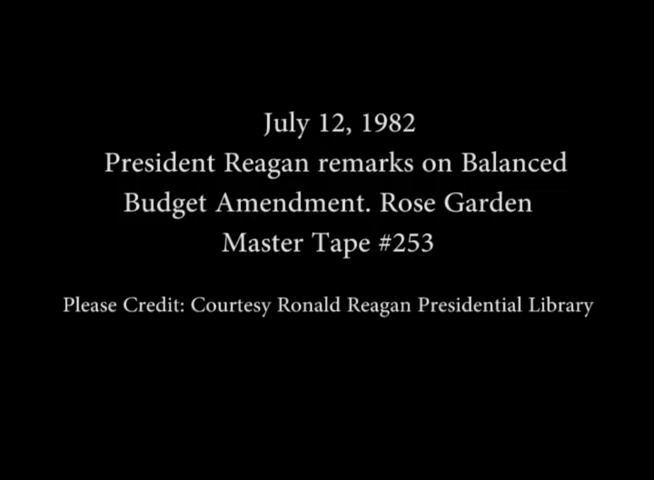 July 12, 1982
President Reagan remarks on Balanced
Budget Amendment. Rose Garden
Master Tape #253
Please Credit: Courtesy Ronald Reagan Presidential Library